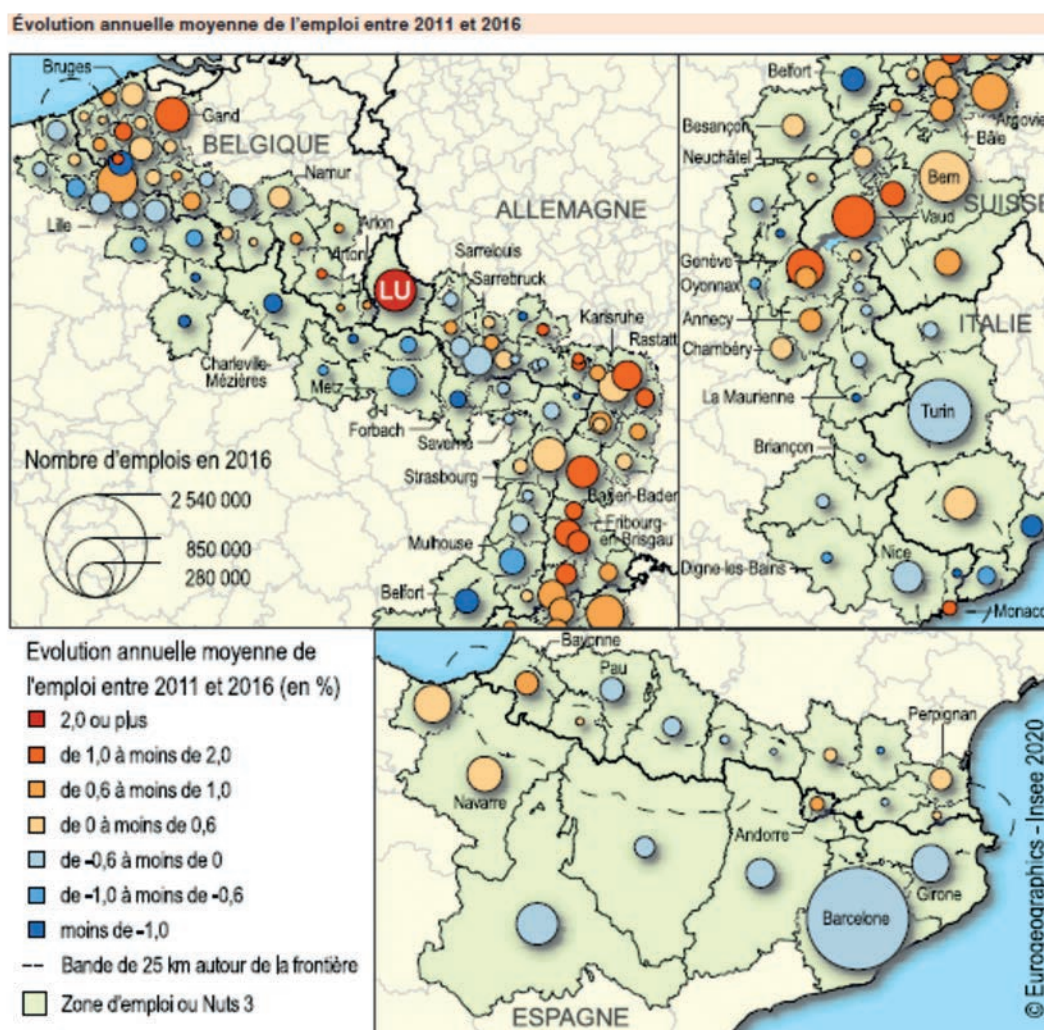 Évolution annuelle moyenne de l'emploi entre 2011 et 2016
Bruges
Gand
BELGIQUE
Namur
Lille
Arlon
Virton
ALLEMAGNE
Sarrelouis
Sarrebruck
LU
Karlsruhe
Rastatt
Charleville-
Mézières
Metz
Forbach
Saverne
Strasbourg
Baden-Baden
Fribourg-
en-Brisgau
Mulhouse
Belfort
Nombre d'emplois en 2016
2 540 000
850 000
280 000
Belfort
Besançon
Neuchâtel
Argovie
Bâle
Bern
SUISSE
Vaud
Genève
Oyonnax
Annecy
ITALIE
Chambéry
La Maurienne
Turin
Briançon
Nice
Digne-les-Bains
Monaco
Evolution annuelle moyenne de
l'emploi entre 2011 et 2016 (en %)
2,0 ou plus
de 1,0 à moins de 2,0
de 0,6 à moins de 1,0
de 0 à moins de 0,6
de -0,6 à moins de 0
de -1,0 à moins de -0,6
moins de -1,0
Bande de 25 km autour de la frontière
Zone d'emploi ou Nuts 3
Bayonne
Pau
Perpignan
Navarre
Andorre
Girone
Barcelone
ESPAGNE
© Eurogeographics - Insee 2020